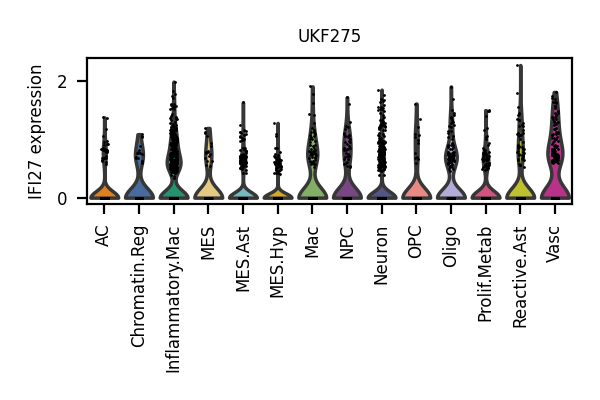 UKF275
IFI27 expression
2
0
AC
Chromatin.Reg
Inflammatory.Mac
MES
MES.Ast
MES.Hyp
Mac
NPC
Neuron
OPC
Oligo
Prolif.Metab
Reactive.Ast
Vasc